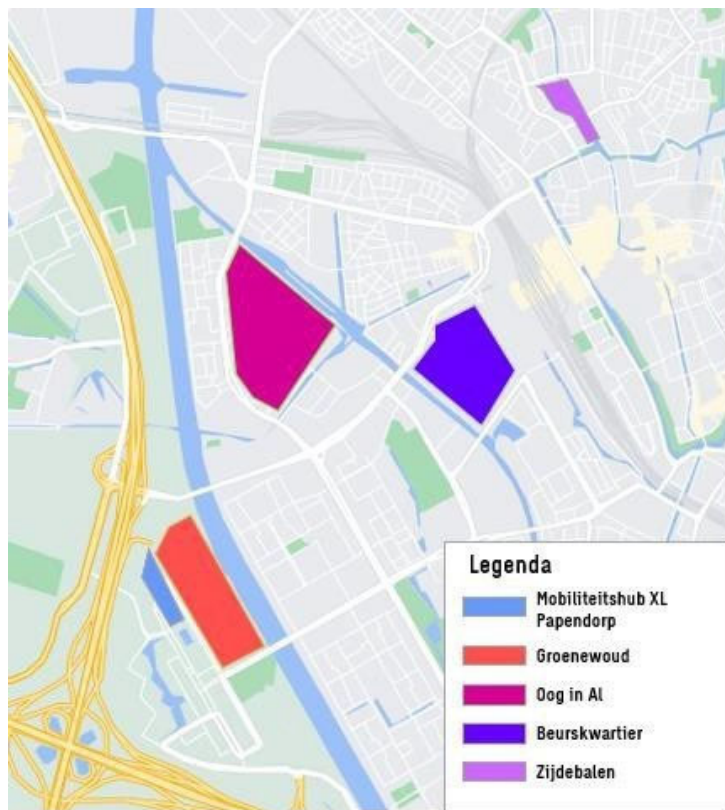 Legenda
Mobiliteitshub XL
Papendorp
Groenewoud
Oog in Al
Beurskwartier
Zijdebalen